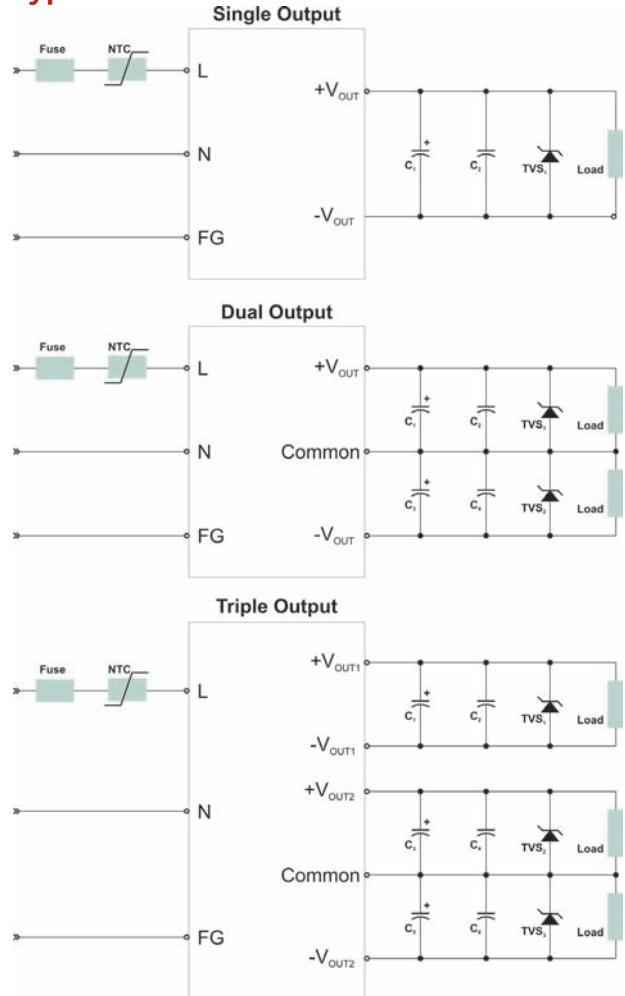 Single Output
Fuse NTC
L
+VOUT
C1 + C2 TVS1 Load
N
-VOUT
FG
Dual Output
Fuse NTC
L +VOUT
C1 + C2 TVS1 Load
N Common
C3 + C4 TVS2 Load
FG -VOUT
Triple Output
+VOUT1
Fuse NTC
L
C1 + C2 TVS1 Load
-VOUT1
+VOUT2
N
C3 + C4 TVS2 Load
Common
C5 + C6 TVS3 Load
FG
-VOUT2